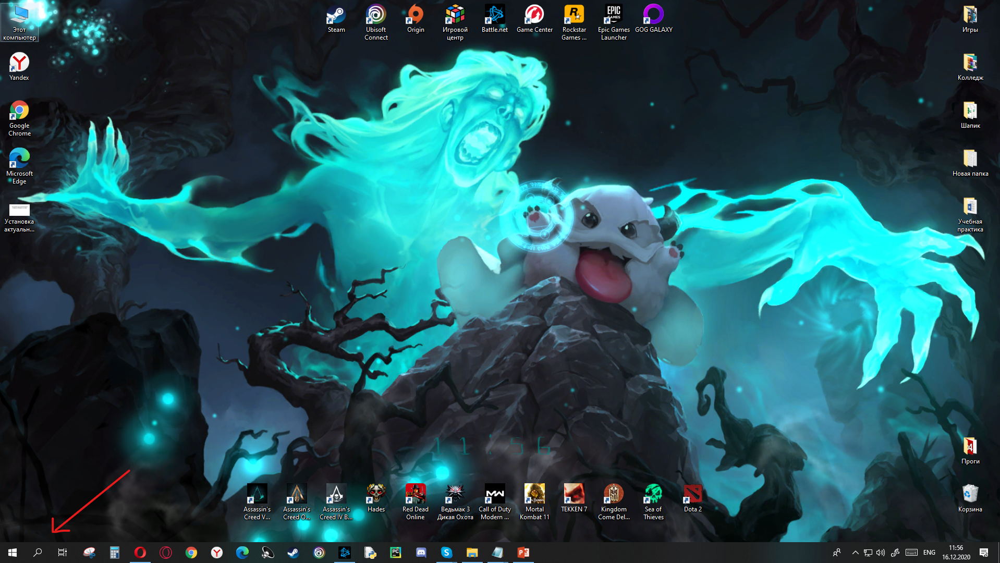 Steam
Ubisoft
Connect
Origin
Игровой
центр
Battle.net
Game Center
Rockstar
Games ...
EPIC
GAMES
Epic Games
Launcher
GOG GALAXY
Этот
компьютер
Yandex
Google
Chrome
Microsoft
Edge
Установка
актуальн...
Игры
Колледж
Шапик
Новая папка
Учебная
практика
Проги
Корзина
11:56
Assassin's
Creed V...
Assassin's
Creed O...
Assassin's
Creed IV B...
Hades
Red Dead
Online
Ведьмак 3
Дикая Охота
Call of Duty
Modern ...
Mortal
Kombat 11
TEKKEN 7
Kingdom
Come Del...
Sea of
Thieves
Dota 2
ENG
11:56
16.12.2020